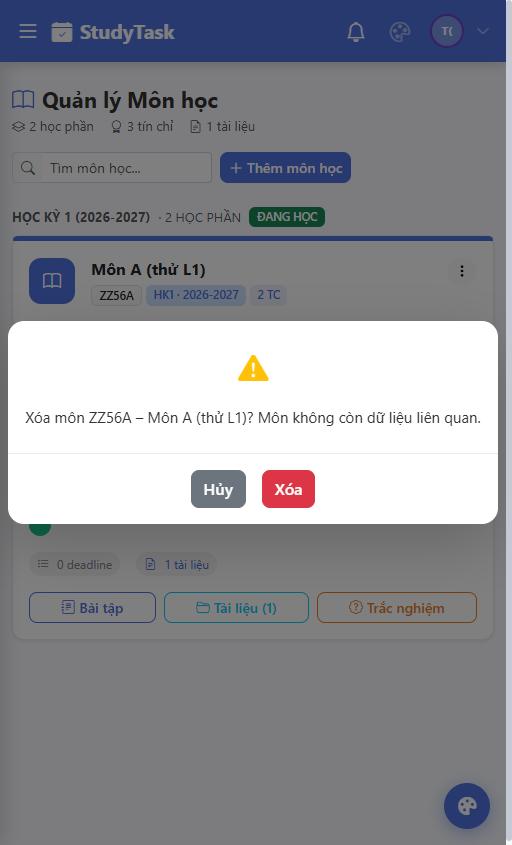 StudyTask
T(
Quản lý Môn học
2 học phần 3 tín chỉ 1 tài liệu
Tìm môn học... + Thêm môn học
HỌC KỲ 1 (2026-2027) · 2 HỌC PHẦN ĐANG HỌC
Môn A (thử L1)
ZZ56A HK1 · 2026-2027 2 TC
Xóa môn ZZ56A – Môn A (thử L1)? Môn không còn dữ liệu liên quan.
Hủy Xóa
0 deadline 1 tài liệu
Bài tập Tài liệu (1) Trắc nghiệm